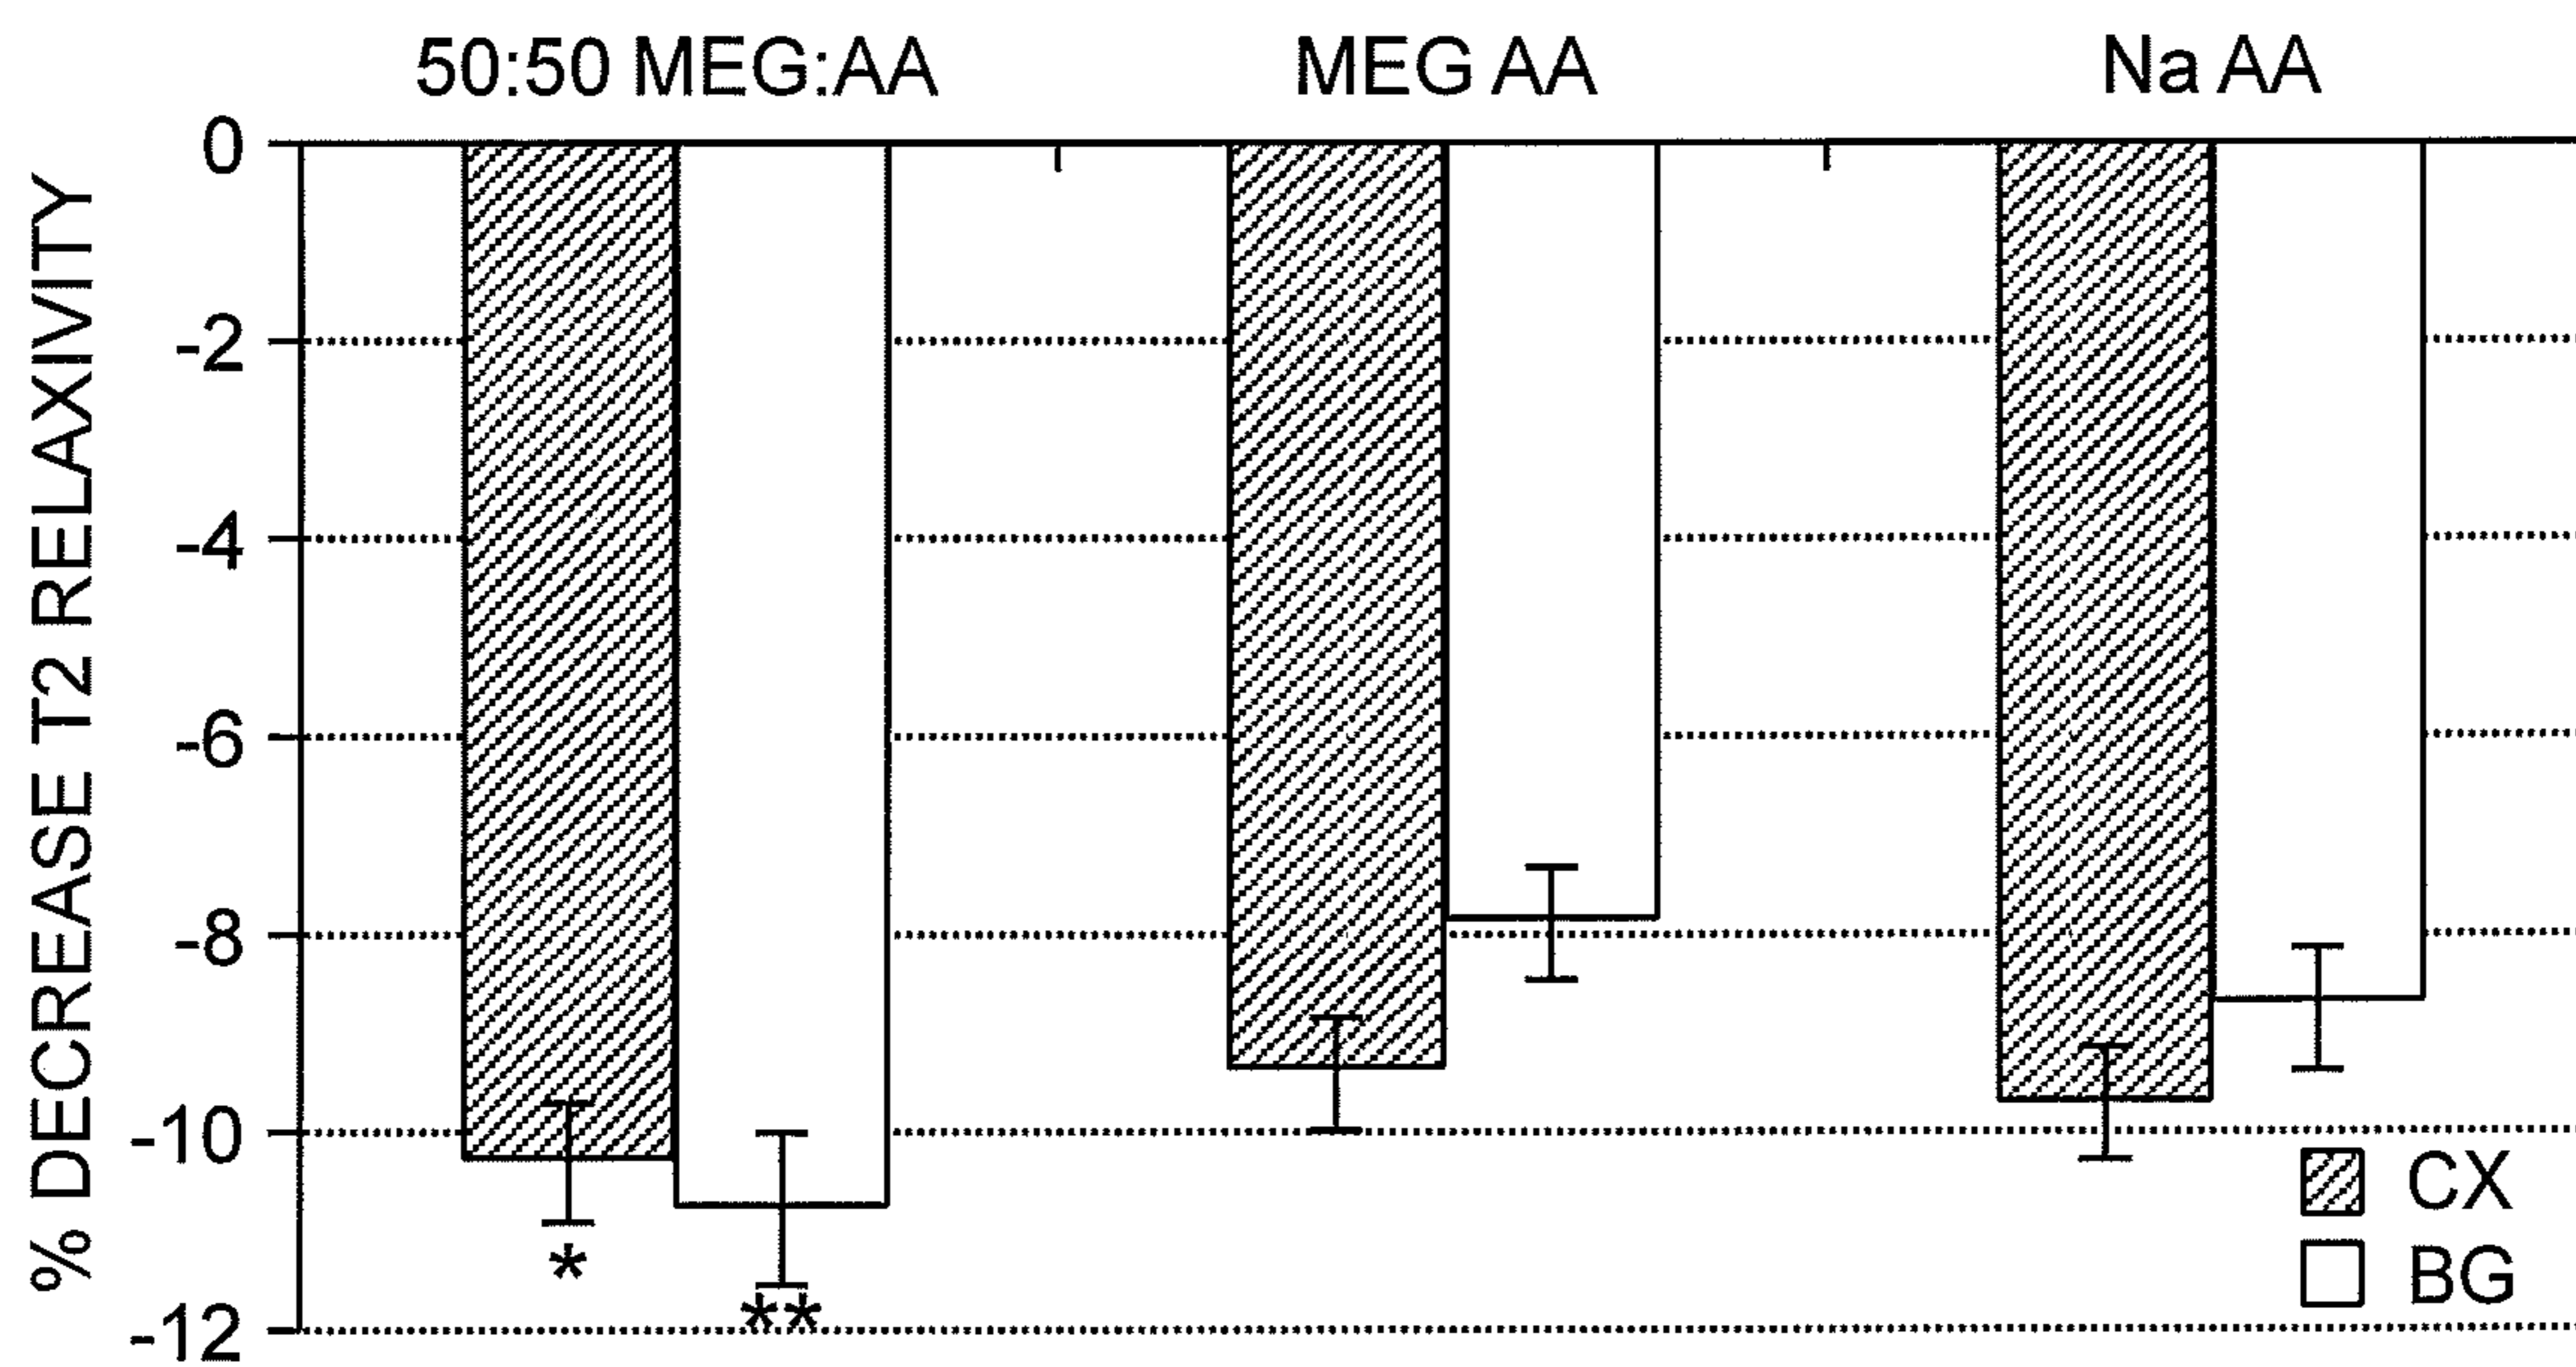 50:50 MEG:AA
MEG AA
Na AA
% DECREASE T2 RELAXIVITY
0
-2
-4
-6
-8
-10
-12
*
**
CX
BG